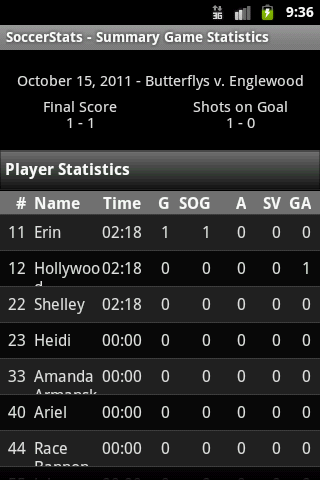 3G 9:36
SoccerStats - Summary Game Statistics
October 15, 2011 - Butterflys v. Englewood
Final Score Shots on Goal
1 - 1 1 - 0
Player Statistics
# Name Time G SOG A SV GA
11 Erin 02:18 1 1 0 0 0
12 Hollywoo 02:18 0 0 0 0 1
22 Shelley 02:18 0 0 0 0 0
23 Heidi 00:00 0 0 0 0 0
33 Amanda 00:00 0 0 0 0 0
40 Ariel 00:00 0 0 0 0 0
44 Race 00:00 0 0 0 0 0
Bannon